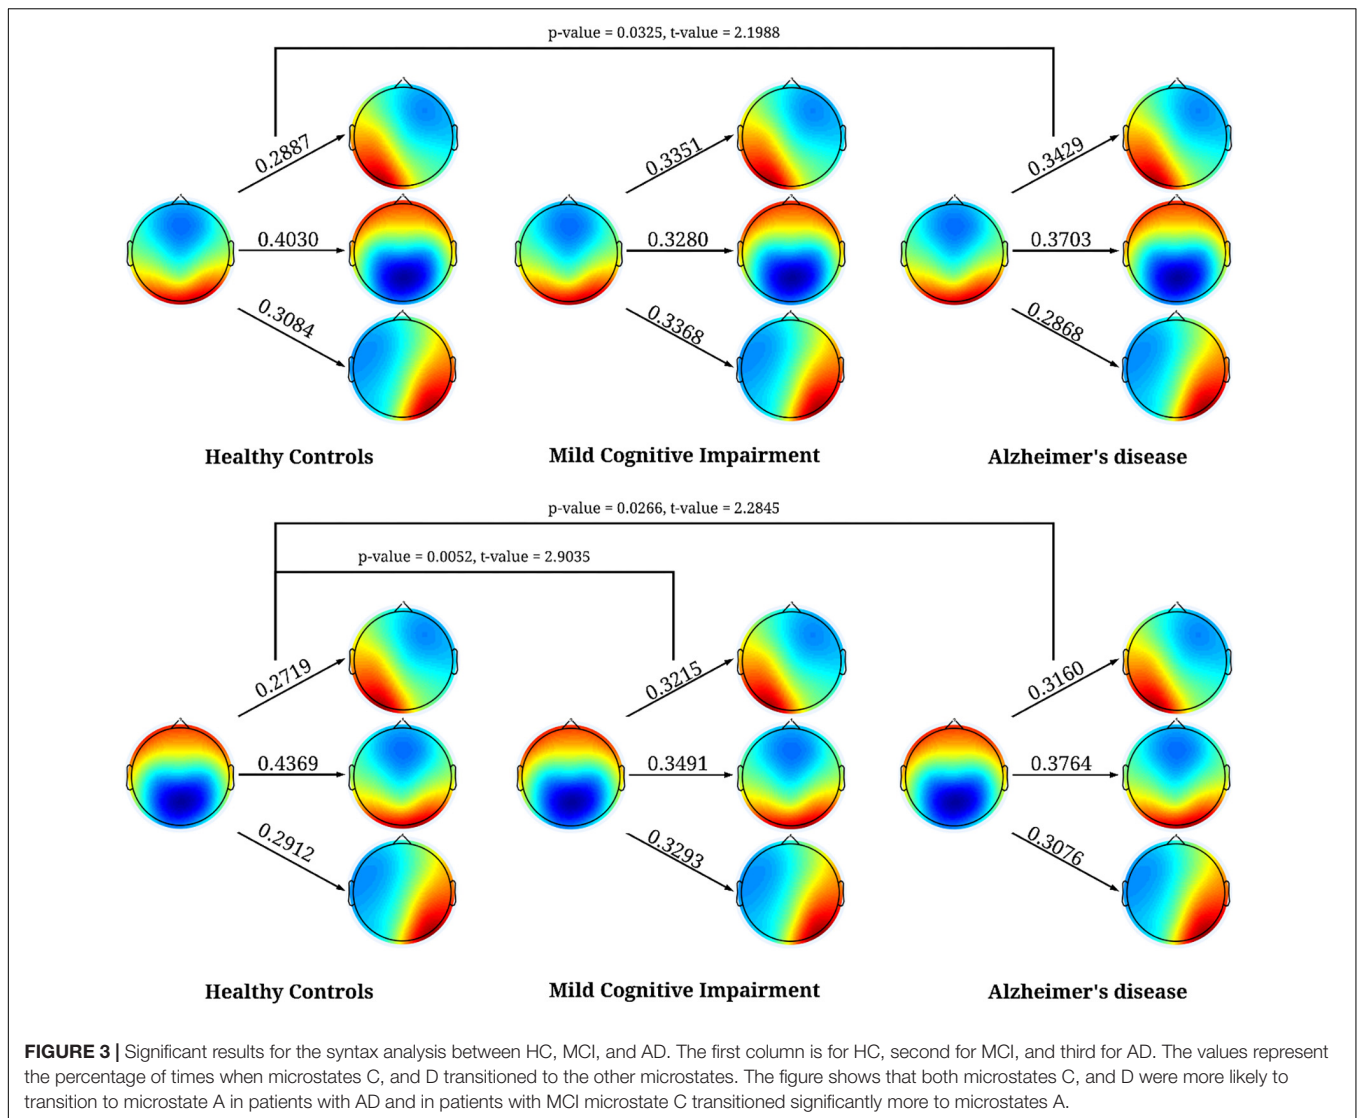 p-value = 0.0325, t-value = 2.1988
0.2887
0.3351
0.3429
0.4030
0.3280
0.3703
0.3084
0.3368
0.2868
Healthy Controls
Mild Cognitive Impairment
Alzheimer's disease
p-value = 0.0266, t-value = 2.2845
p-value = 0.0052, t-value = 2.9035
0.2719
0.3215
0.3160
0.4369
0.3491
0.3764
0.2912
0.3293
0.3076
Healthy Controls
Mild Cognitive Impairment
Alzheimer's disease
FIGURE 3 | Significant results for the syntax analysis between HC, MCI, and AD. The first column is for HC, second for MCI, and third for AD. The values represent
the percentage of times when microstates C, and D transitioned to the other microstates. The figure shows that both microstates C, and D were more likely to
transition to microstate A in patients with AD and in patients with MCI microstate C transitioned significantly more to microstates A.